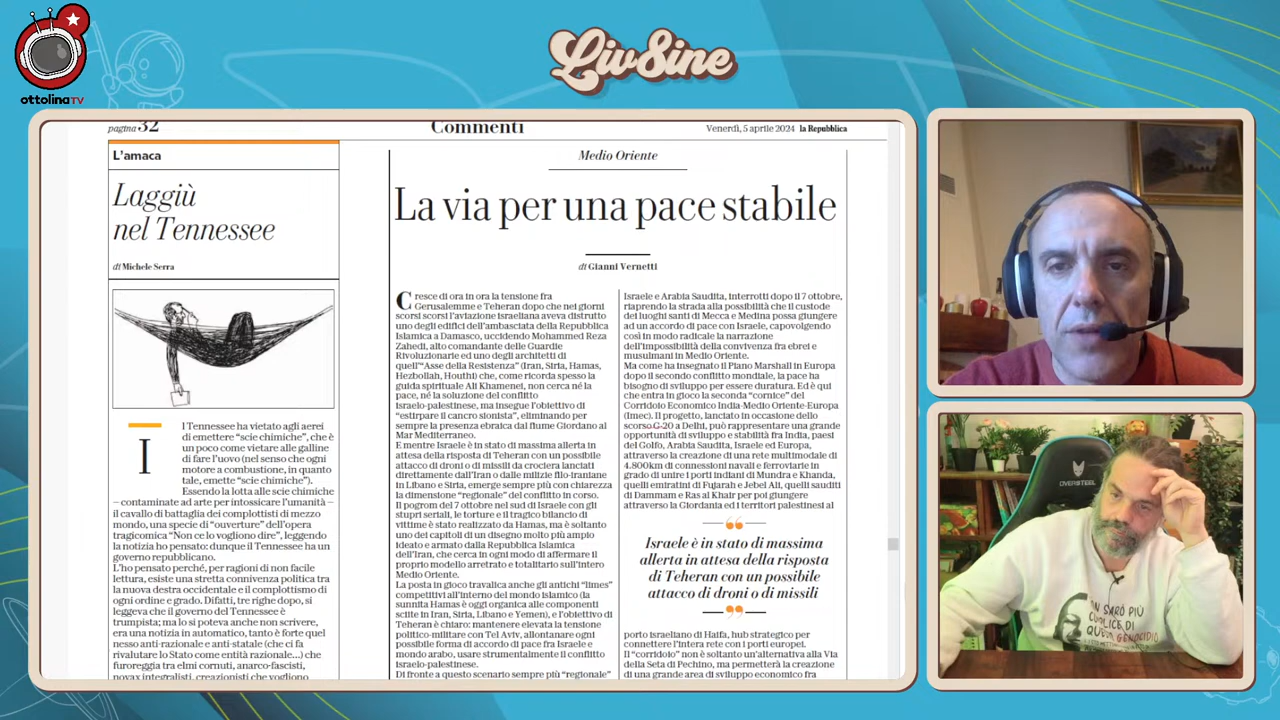 ottolinaTV
Liv8ine
pagina 32
Commenti
Venerdì, 5 aprile 2024 la Repubblica
L'amaca
Laggiù
nel Tennessee
di Michele Serra
I
l Tennessee ha vietato agli aerei
di emettere “scie chimiche”, che è
un poco come vietare alle galline
di fare l'uovo (nel senso che ogni
motore a combustione, in quanto
tale, emette “scie chimiche”).
Essendo la lotta alle scie chimiche
– contaminate ad arte per intossicare l'umanità –
il cavallo di battaglia dei complottisti di mezzo
mondo, una specie di “ouverture” dell'opera
tragicomica “Non ce lo vogliono dire”, leggendo
la notizia ho pensato: dunque il Tennessee ha un
governo repubblicano.
L'ho pensato perché, per ragioni di non facile
lettura, esiste una stretta connivenza politica tra
la nuova destra occidentale e il complottismo di
ogni ordine e grado. Difatti, tre righe dopo, si
leggeva che il governo del Tennessee è
trumpista; ma lo si poteva anche non scrivere,
era una notizia in automatico, tanto è forte quel
nesso anti-razionale e anti-statale (che ci fa
rivalutare lo Stato come entità razionale...) che
furoreggia tra elmi cornuti, anarco-fascisti,
novax integralisti, creazionisti che vogliono
Medio Oriente
La via per una pace stabile
di Gianni Vernetti
Cresce di ora in ora la tensione fra
Gerusalemme e Teheran dopo che nei giorni
scorsi scorsi l'aviazione Israeliana aveva distrutto
uno degli edifici dell'ambasciata della Repubblica
Islamica a Damasco, uccidendo Mohammed Reza
Zahedi, alto comandante delle Guardie
Rivoluzionarie ed uno degli architetti di
quell'“Asse della Resistenza” (Iran, Siria, Hamas,
Hezbollah, Houthi) che, come ricorda spesso la
guida spirituale Ali Khamenei, non cerca né la
pace, né la soluzione del conflitto
Israelo-palestinese, ma insegue l'obiettivo di
“estirpare il cancro sionista”, eliminando per
sempre la presenza ebraica dal fiume Giordano al
Mar Mediterraneo.
E mentre Israele è in stato di massima allerta in
attesa della risposta di Teheran con un possibile
attacco di droni o di missili da crociera lanciati
direttamente dall'Iran o dalle milizie filo-iraniane
in Libano e Siria, emerge sempre più con chiarezza
la dimensione “regionale” del conflitto in corso.
Il pogrom del 7 ottobre nel sud di Israele con gli
stupri seriali, le torture e il tragico bilancio di
vittime è stato realizzato da Hamas, ma è soltanto
uno dei capitoli di un disegno molto più ampio
ideato e armato dalla Repubblica Islamica
dell'Iran, che cerca in ogni modo di affermare il
proprio modello arretrato e totalitario sull'intero
Medio Oriente.
La posta in gioco travalica anche gli antichi “limes”
competitivi all'interno del mondo islamico (la
sunnita Hamas è oggi organica alle componenti
sciite in Iran, Siria, Libano e Yemen), e l'obiettivo di
Teheran è chiaro: mantenere elevata la tensione
politico-militare con Tel Aviv, allontanare ogni
possibile forma di accordo di pace fra Israele e
mondo arabo, usare strumentalmente il conflitto
israelo-palestinese.
Di fronte a questo scenario sempre più “regionale”
Israele e Arabia Saudita, interrotti dopo il 7 ottobre,
riaprendo la strada alla possibilità che il custode
dei luoghi santi di Mecca e Medina possa giungere
ad un accordo di pace con Israele, capovolgendo
così in modo radicale la narrazione
dell'impossibilità della convivenza fra ebrei e
musulmani in Medio Oriente.
Ma come ha insegnato il Piano Marshall in Europa
dopo il secondo conflitto mondiale, la pace ha
bisogno di sviluppo per essere duratura. Ed è qui
che entra in gioco la seconda “cornice” del
Corridoio Economico India-Medio Oriente-Europa
(Imec). Il progetto, lanciato in occasione dello
scorso G-20 a Delhi, può rappresentare una grande
opportunità di sviluppo e stabilità fra India, paesi
del Golfo, Arabia Saudita, Israele ed Europa,
attraverso la creazione di una rete multimodale di
4.800km di connessioni navali e ferroviarie in
grado di unire i porti indiani di Mundra e Khanda,
quelli emiratini di Fujarah e Jebel Ali, quelli sauditi
di Dammam e Ras al Khair per poi giungere
attraverso la Giordania ed i territori palestinesi al
“
Israele è in stato di massima
allerta in attesa della risposta
di Teheran con un possibile
attacco di droni o di missili
”
porto israeliano di Haifa, hub strategico per
connettere l'intera rete con i porti europei.
Il “corridoio” non è soltanto un'alternativa alla Via
della Seta di Pechino, ma permetterà la creazione
di una grande area di sviluppo economico fra
OVERSTEEL
NON SARÒ PIÙ
COMPLICE DI
QUESTO GENOCIDIO